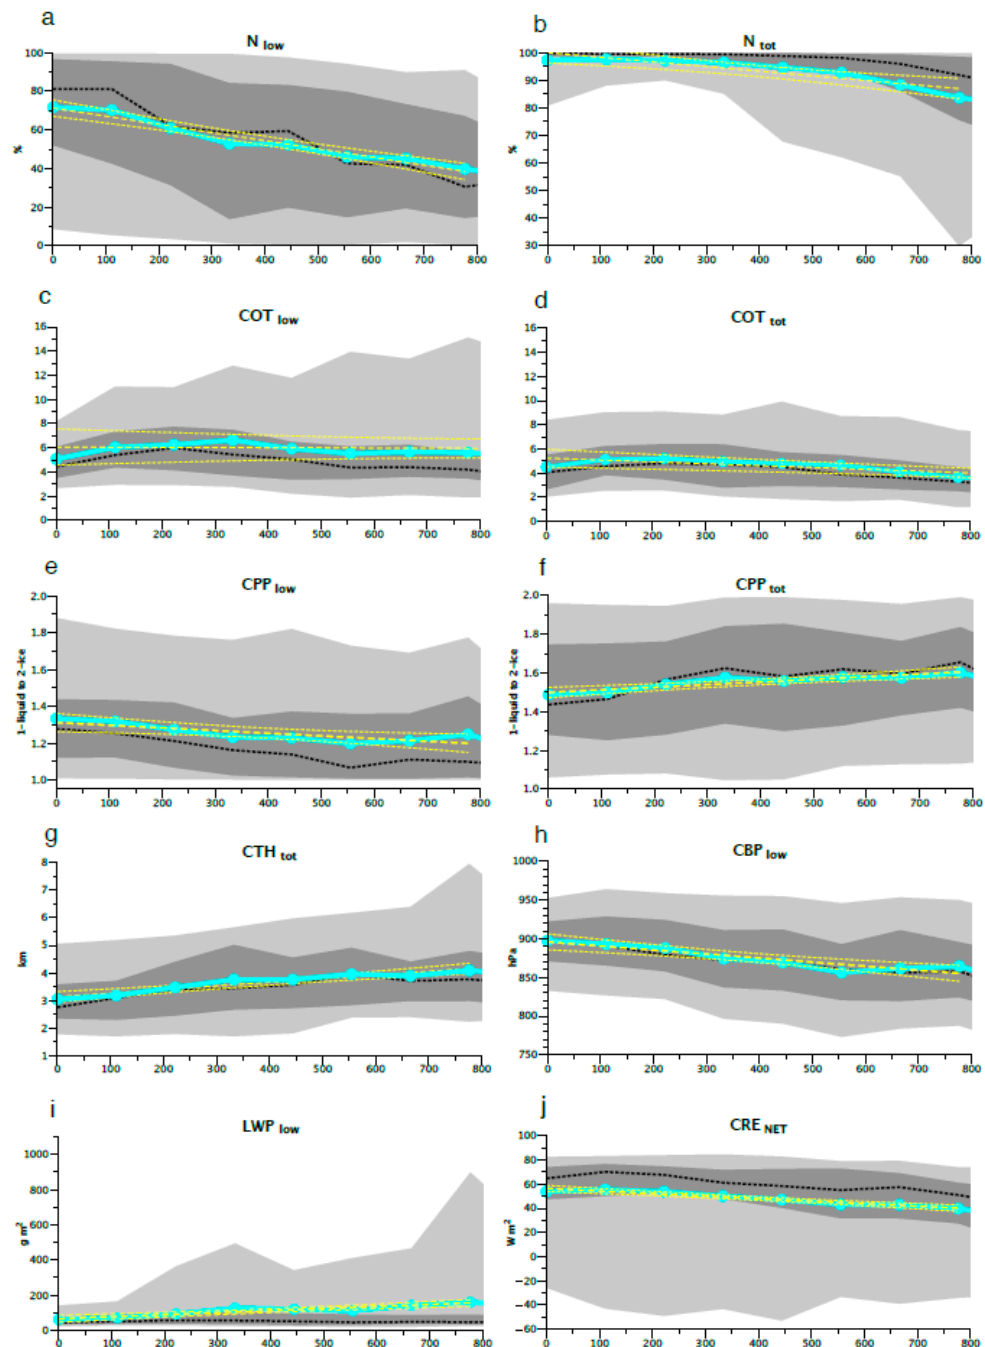 a
N low
100
80
60
40
20
0
%
0 100 200 300 400 500 600 700 800
b
N tot
100
90
80
70
60
50
40
30
%
0 100 200 300 400 500 600 700 800
c
COT low
16
14
12
10
8
6
4
2
0
0 100 200 300 400 500 600 700 800
d
COT tot
16
14
12
10
8
6
4
2
0
0 100 200 300 400 500 600 700 800
e
CPP low
2.0
1.8
1.6
1.4
1.2
1.0
1-liquid to 2-ice
0 100 200 300 400 500 600 700 800
f
CPP tot
2.0
1.8
1.6
1.4
1.2
1.0
1-liquid to 2-ice
0 100 200 300 400 500 600 700 800
g
CTH tot
8
7
6
5
4
3
2
1
km
0 100 200 300 400 500 600 700 800
h
CBP low
1000
950
900
850
800
750
hPa
0 100 200 300 400 500 600 700 800
i
LWP low
1000
800
600
400
200
0
g m²
0 100 200 300 400 500 600 700 800
j
CRE NET
100
80
60
40
20
0
−20
−40
−60
W m²
0 100 200 300 400 500 600 700 800